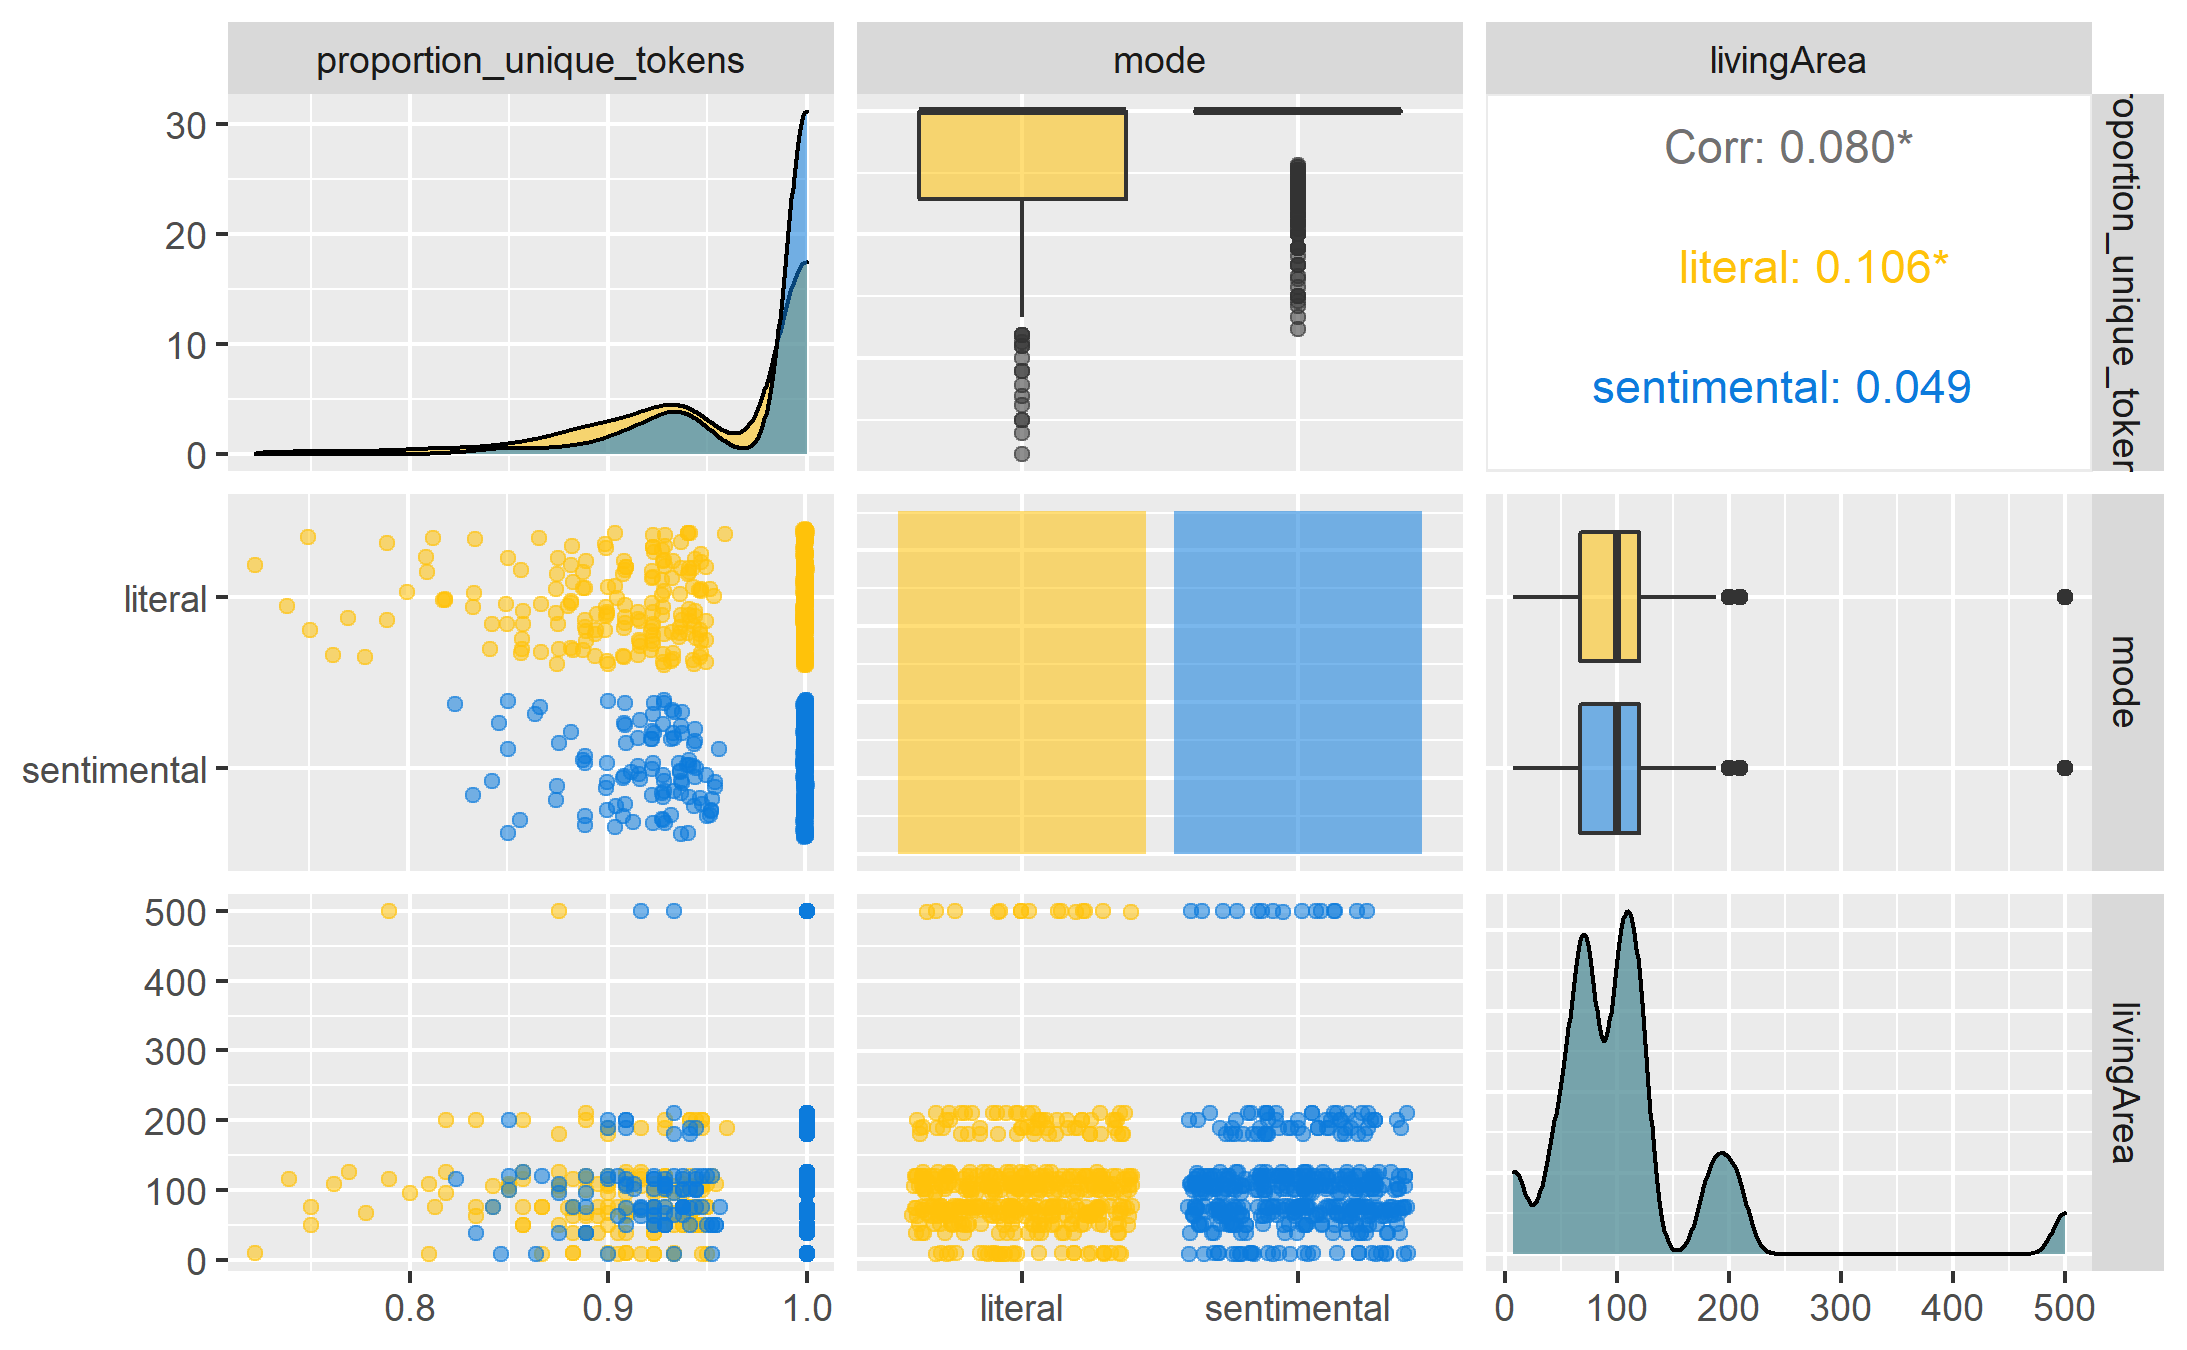 proportion_unique_tokens
mode
livingArea
30
20
10
0
Corr: 0.080*
literal: 0.106*
sentimental: 0.049
roportion_unique_token
literal
sentimental
mode
500
400
300
200
100
0
livingArea
0.8
0.9
1.0
literal
sentimental
0
100
200
300
400
500